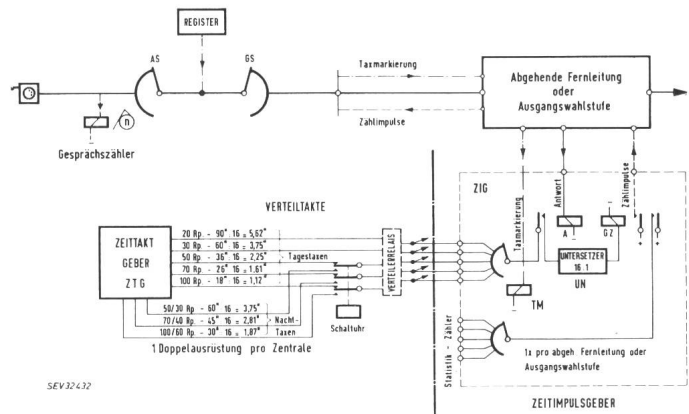 REGISTER
AS
GS
Taxmarkierung
Zählimpulse
Abgehende Fernleitung
oder
Ausgangswahlstufe
n
Gesprächszähler
ZIG
Taxmarkierung
Antwort
Zählimpulse
A
GZ
UNTERSETZER
16:1
UN
TM
VERTEILTAKTE
ZEITTAKT
GEBER
ZTG
20 Rp. - 90" : 16 = 5,62"
30 Rp. - 60" : 16 = 3,75"
50 Rp. - 36" : 16 = 2,25"
70 Rp. - 26" : 16 = 1,61"
100 Rp. - 18" : 16 = 1,12"
Tagestaxen
50/30 Rp - 60" : 16 = 3,75"
70/40 Rp. - 45" : 16 = 2,81"
100/60 Rp. - 30" : 16 = 1,87"
Nacht-
Taxen
VERTEILERRELAIS
Schaltuhr
1 Doppelausrüstung pro Zentrale
Statistik - Zähler
1x pro abgeh. Fernleitung oder
Ausgangswahlstufe
SEV32432
ZEITIMPULSGEBER